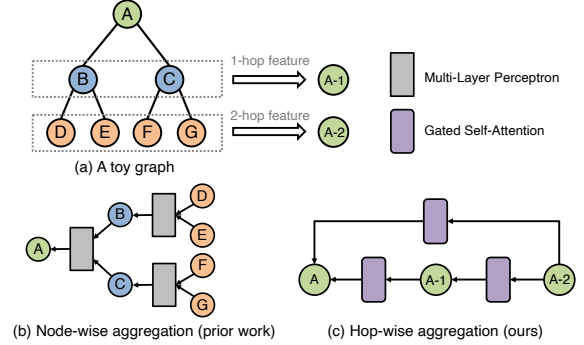 A
1-hop feature
B
C
A-1
Multi-Layer Perceptron
2-hop feature
D
E
F
G
A-2
Gated Self-Attention
(a) A toy graph
D
B
E
A
F
C
G
(b) Node-wise aggregation (prior work)
A
A-1
A-2
(c) Hop-wise aggregation (ours)